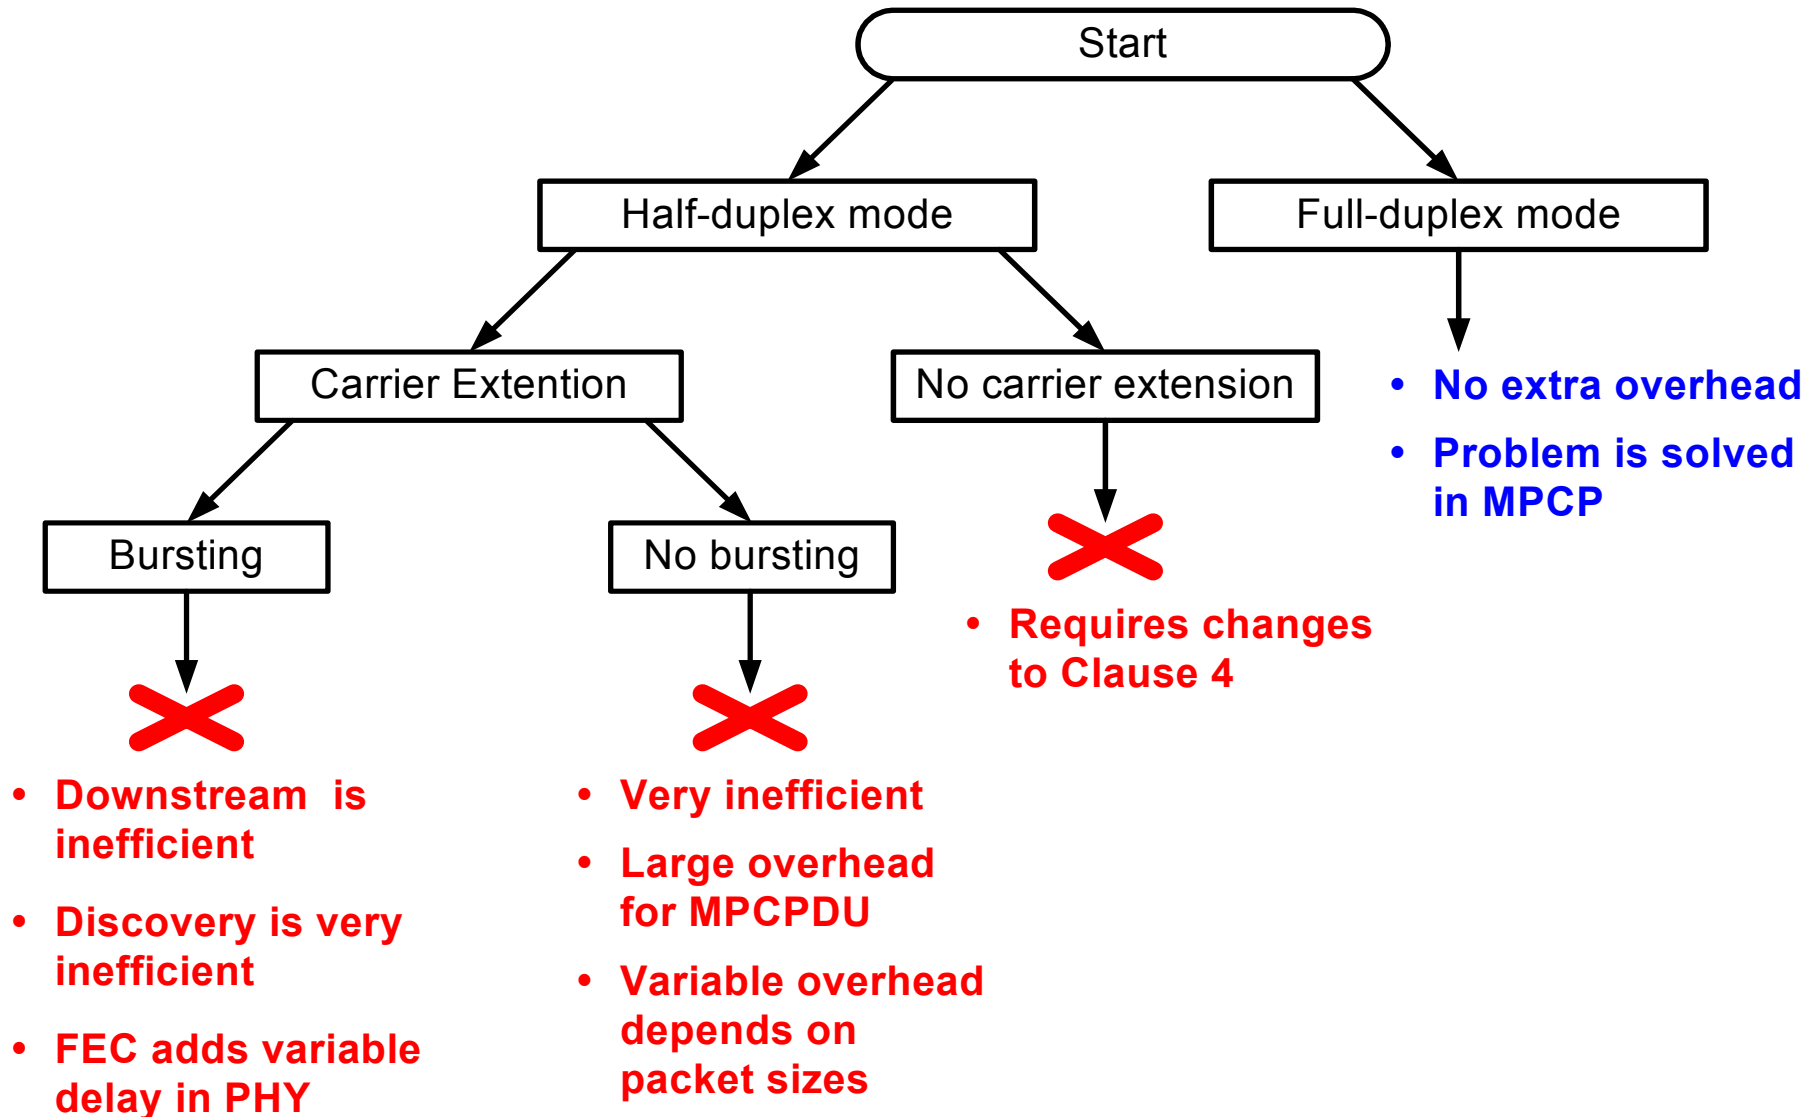 Start
Half-duplex mode
Full-duplex mode
Carrier Extention
No carrier extension
• No extra overhead
• Problem is solved
in MPCP
Bursting
No bursting
• Requires changes
to Clause 4
• Downstream is
inefficient
• Discovery is very
inefficient
• FEC adds variable
delay in PHY
• Very inefficient
• Large overhead
for MPCPDU
• Variable overhead
depends on
packet sizes